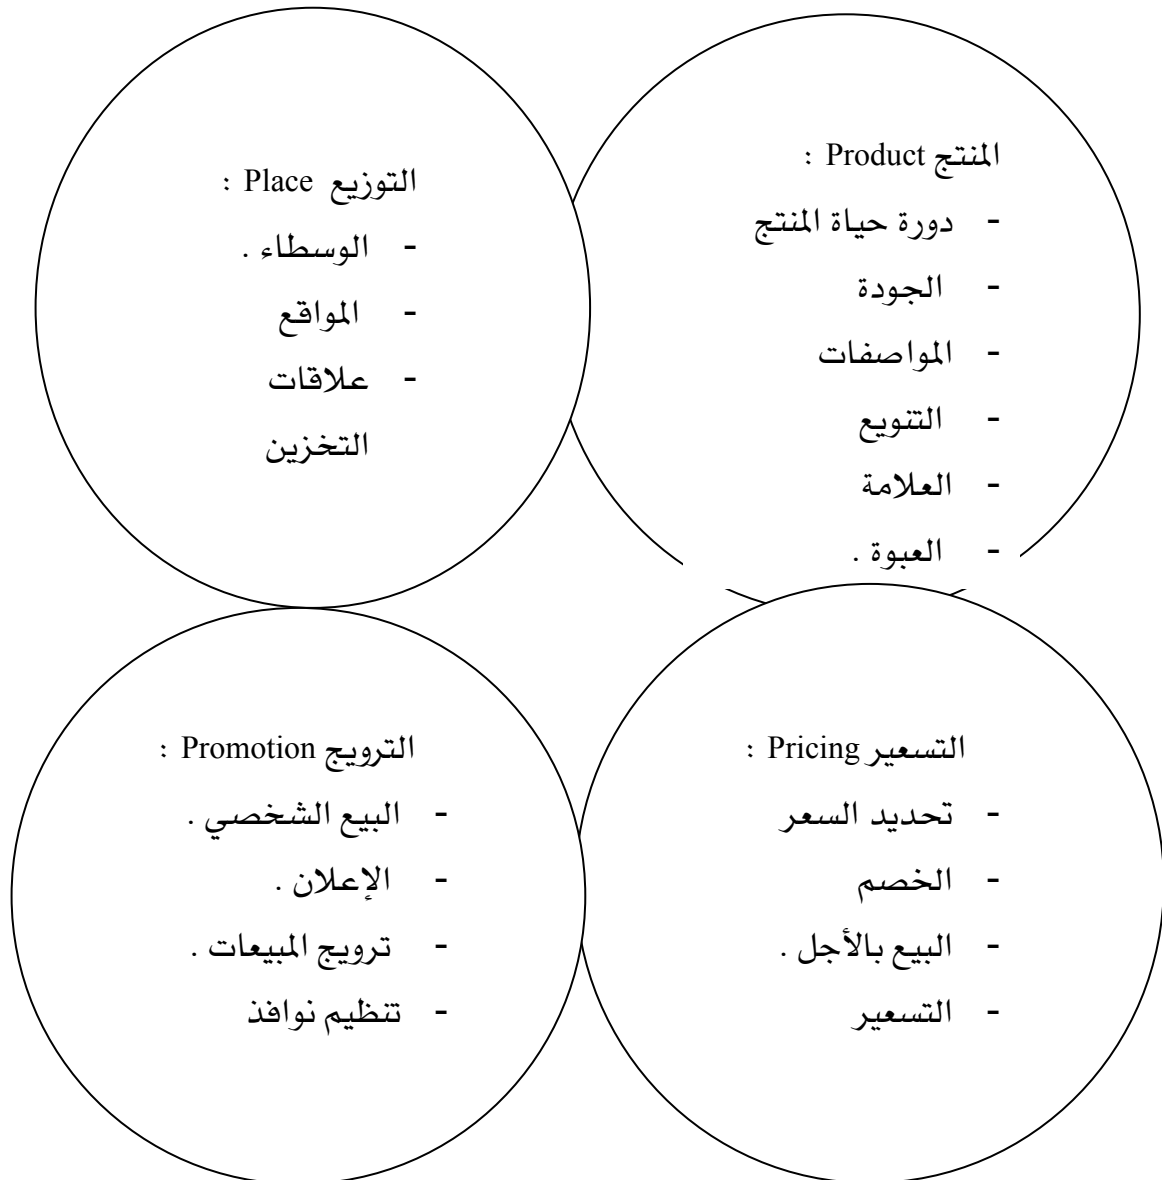 المنتج Product :
- دورة حياة المنتج
- الجودة
- المواصفات
- التنويع
- العلامة
- العبوة .
التوزيع Place :
- الوسطاء .
- المواقع
- علاقات
التخزين
التسعير Pricing :
- تحديد السعر
- الخصم
- البيع بالأجل .
- التسعير
الترويج Promotion :
- البيع الشخصي .
- الإعلان .
- ترويج المبيعات .
- تنظيم نوافذ